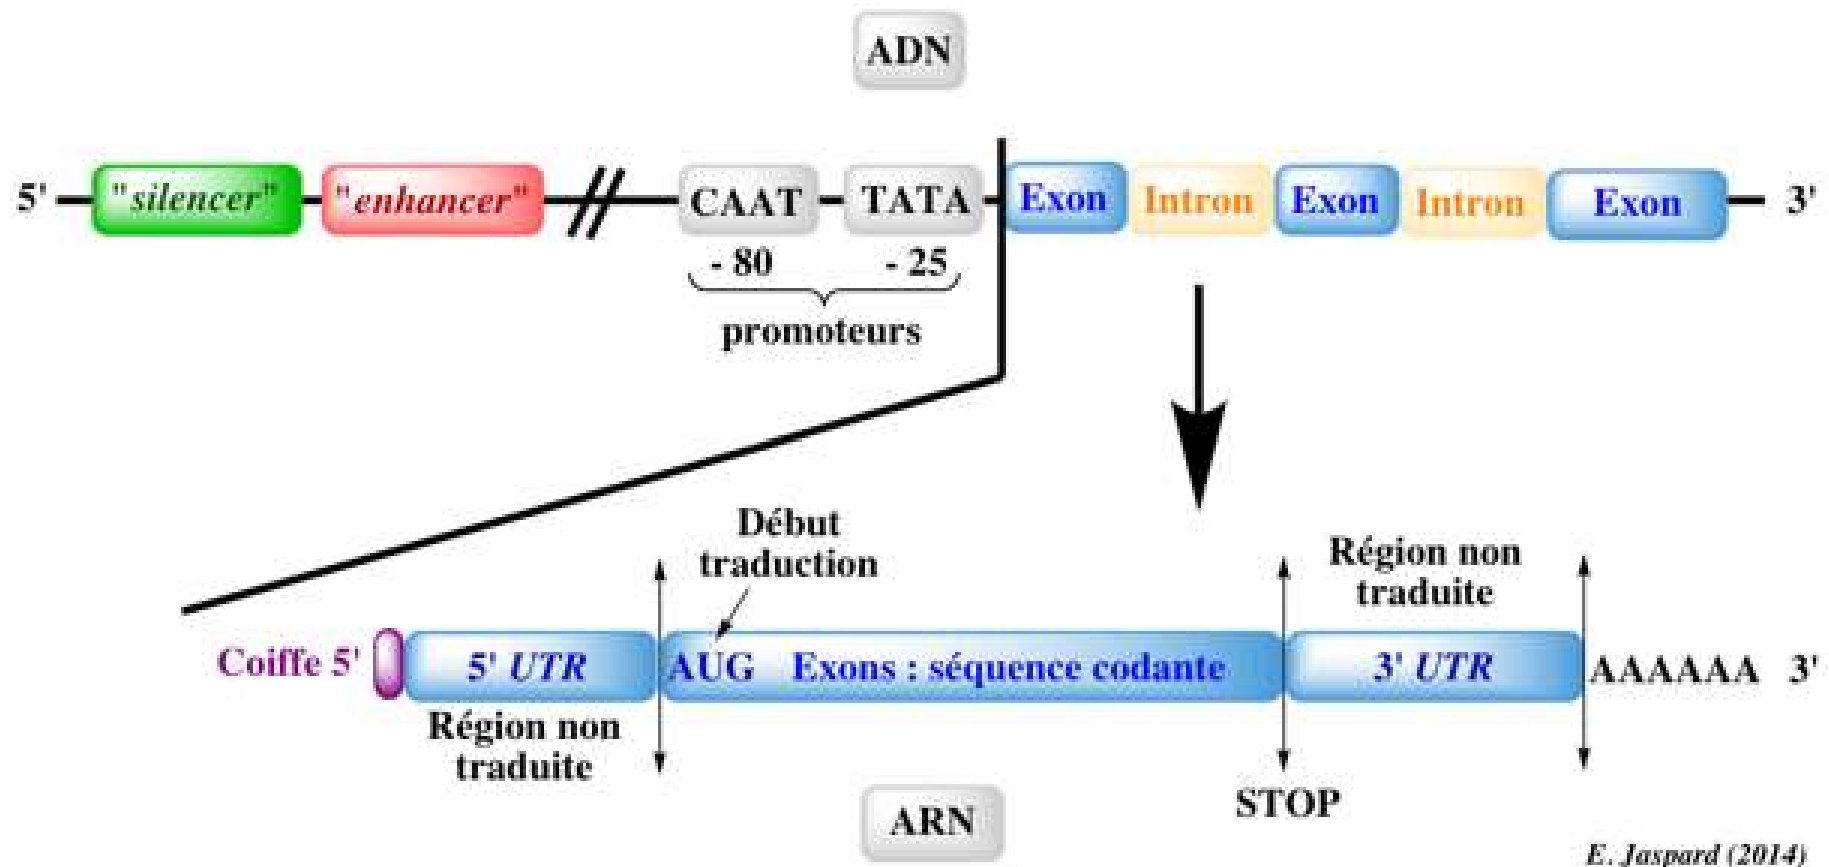 ADN
5' "silencer" "enhancer" CAAT TATA Exon Intron Exon Intron Exon 3'
- 80 - 25
promoteurs
Début
traduction
Région non
traduite
Coiffe 5' 5' UTR AUG Exons : séquence codante 3' UTR AAAAAA 3'
Région non
traduite
STOP
ARN
E. Jaspard (2014)